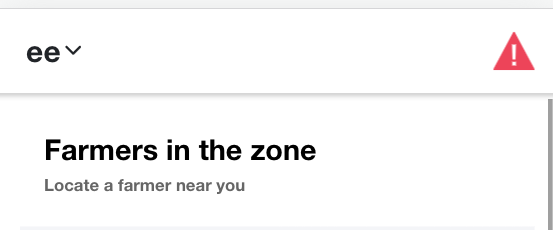 ee
Farmers in the zone
Locate a farmer near you